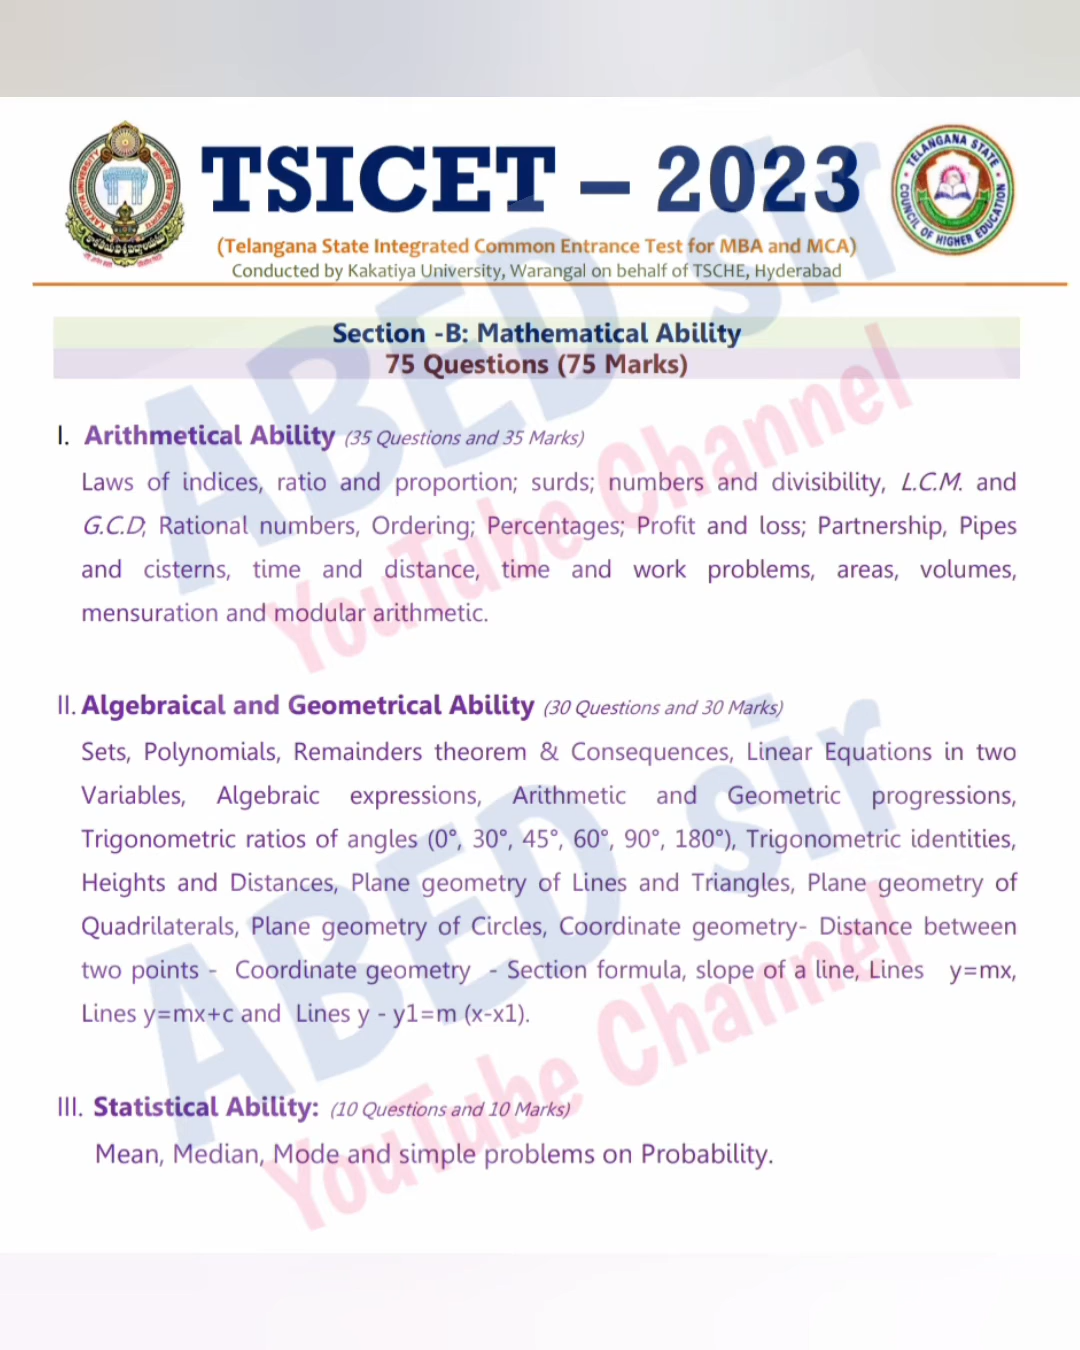 TSICET – 2023
(Telangana State Integrated Common Entrance Test for MBA and MCA)
Conducted by Kakatiya University, Warangal on behalf of TSCHE, Hyderabad
TELANGANA STATE
COUNCIL OF HIGHER EDUCATION
Section -B: Mathematical Ability
75 Questions (75 Marks)
I. Arithmetical Ability (35 Questions and 35 Marks)
Laws of indices, ratio and proportion; surds; numbers and divisibility, L.C.M. and
G.C.D; Rational numbers, Ordering; Percentages; Profit and loss; Partnership, Pipes
and cisterns, time and distance, time and work problems, areas, volumes,
mensuration and modular arithmetic.
II. Algebraical and Geometrical Ability (30 Questions and 30 Marks)
Sets, Polynomials, Remainders theorem & Consequences, Linear Equations in two
Variables, Algebraic expressions, Arithmetic and Geometric progressions,
Trigonometric ratios of angles (0°, 30°, 45°, 60°, 90°, 180°), Trigonometric identities,
Heights and Distances, Plane geometry of Lines and Triangles, Plane geometry of
Quadrilaterals, Plane geometry of Circles, Coordinate geometry- Distance between
two points - Coordinate geometry - Section formula, slope of a line, Lines y=mx,
Lines y=mx+c and Lines y - y1=m (x-x1).
III. Statistical Ability: (10 Questions and 10 Marks)
Mean, Median, Mode and simple problems on Probability.
ABED sir
YouTube Channel
ABED sir
YouTube Channel